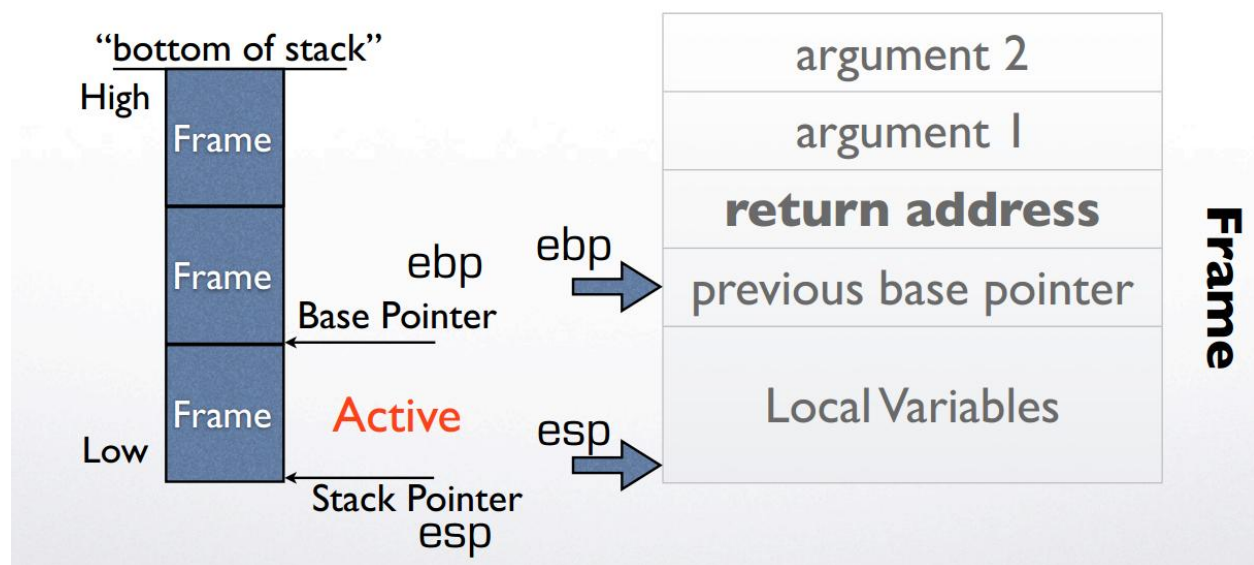 “bottom of stack”
High
Frame
Frame
ebp
Base Pointer
Frame
Active
Low
Stack Pointer
esp
argument 2
argument 1
return address
ebp
previous base pointer
Local Variables
esp
Frame